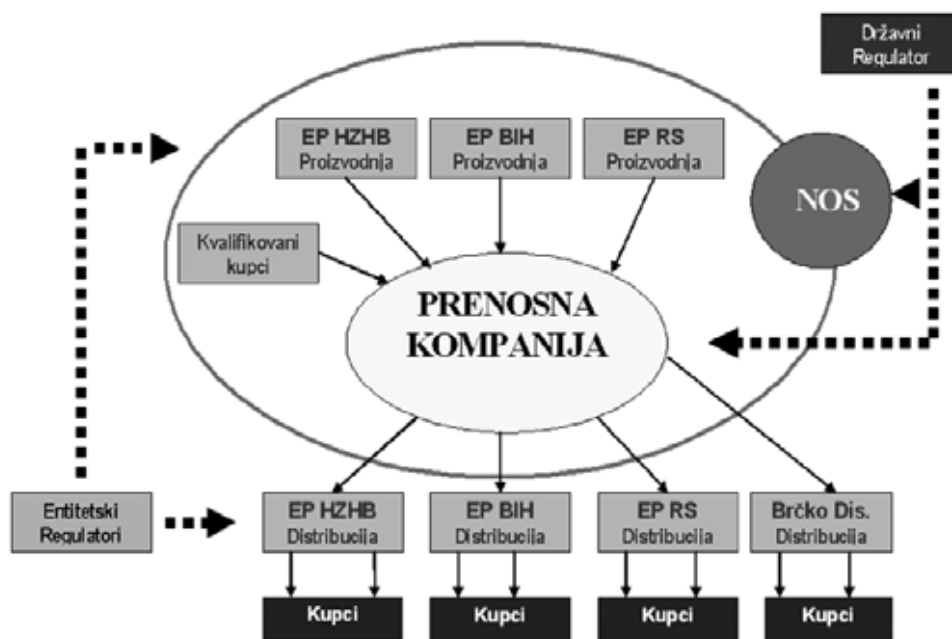 Državni
Regulator
EP HZHB
Proizvodnja
EP BIH
Proizvodnja
EP RS
Proizvodnja
NOS
Kvalifikovani
kupci
PRENOSNA
KOMPANIJA
Entitetski
Regulatori
EP HZHB
Distribucija
EP BIH
Distribucija
EP RS
Distribucija
Brčko Dis.
Distribucija
Kupci
Kupci
Kupci
Kupci